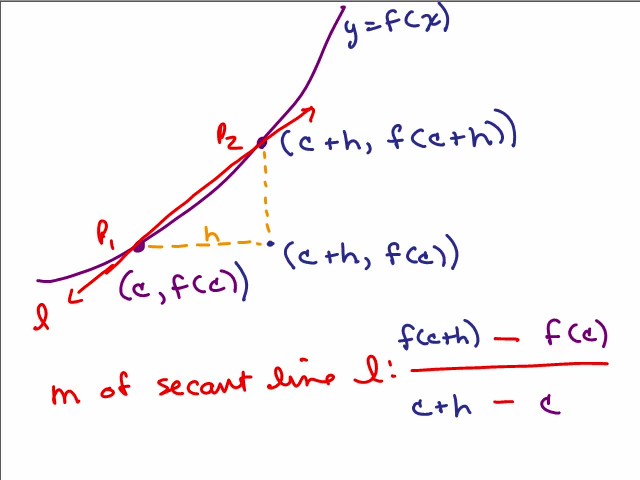 y=f(x)
P₂
(c+h, f(c+h))
P₁
h
(c+h, f(c))
(c, f(c))
l
m of secant line l: f(c+h) — f(c)
c+h — c